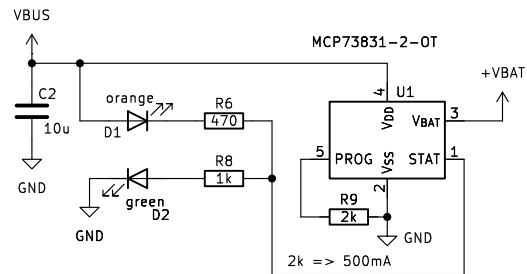 VBUS
MCP73831-2-OT
+VBAT
C2
10u
orange
D1
R6
470
4
U1
VDD
VBAT
3
5
PROG
VSS
STAT
1
R8
1k
2
GND
green
D2
R9
2k
GND
GND
2k => 500mA